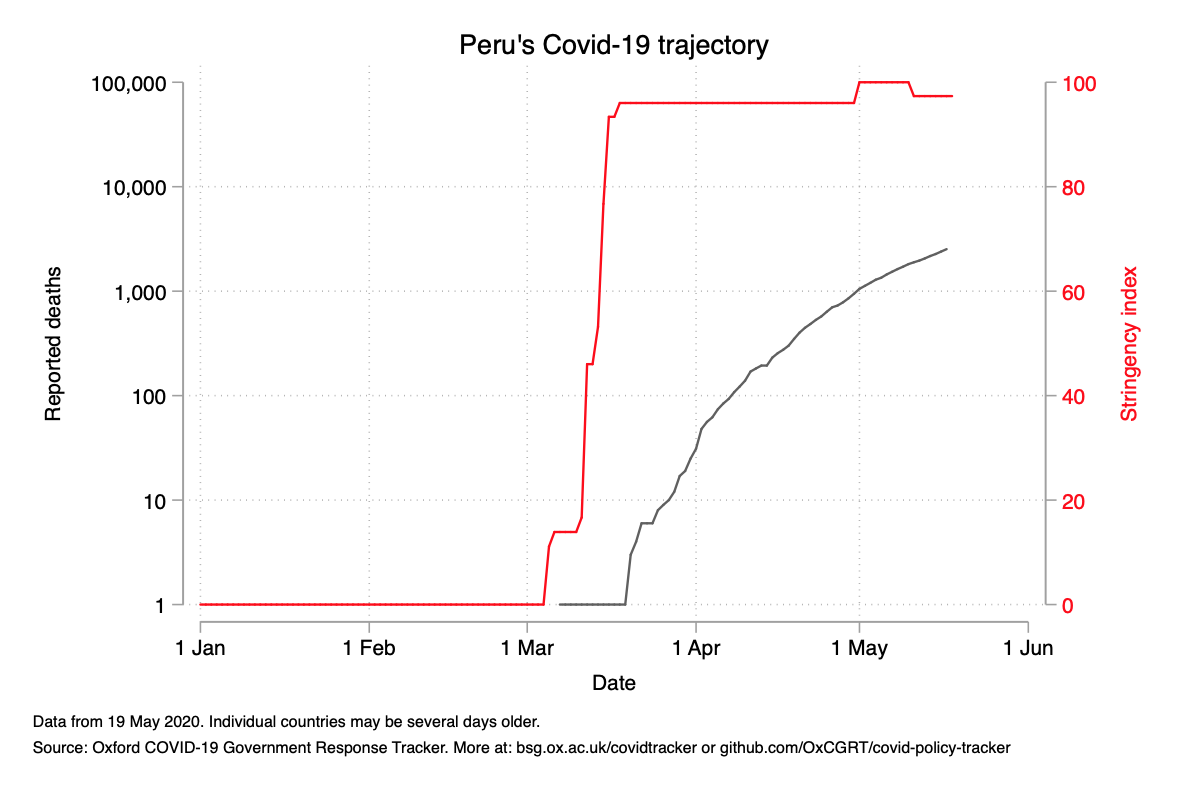 Peru's Covid-19 trajectory
100,000
10,000
1,000
100
10
1
Reported deaths
100
80
60
40
20
0
Stringency index
1 Jan
1 Feb
1 Mar
1 Apr
1 May
1 Jun
Date
Data from 19 May 2020. Individual countries may be several days older.
Source: Oxford COVID-19 Government Response Tracker. More at: bsg.ox.ac.uk/covidtracker or github.com/OxCGRT/covid-policy-tracker